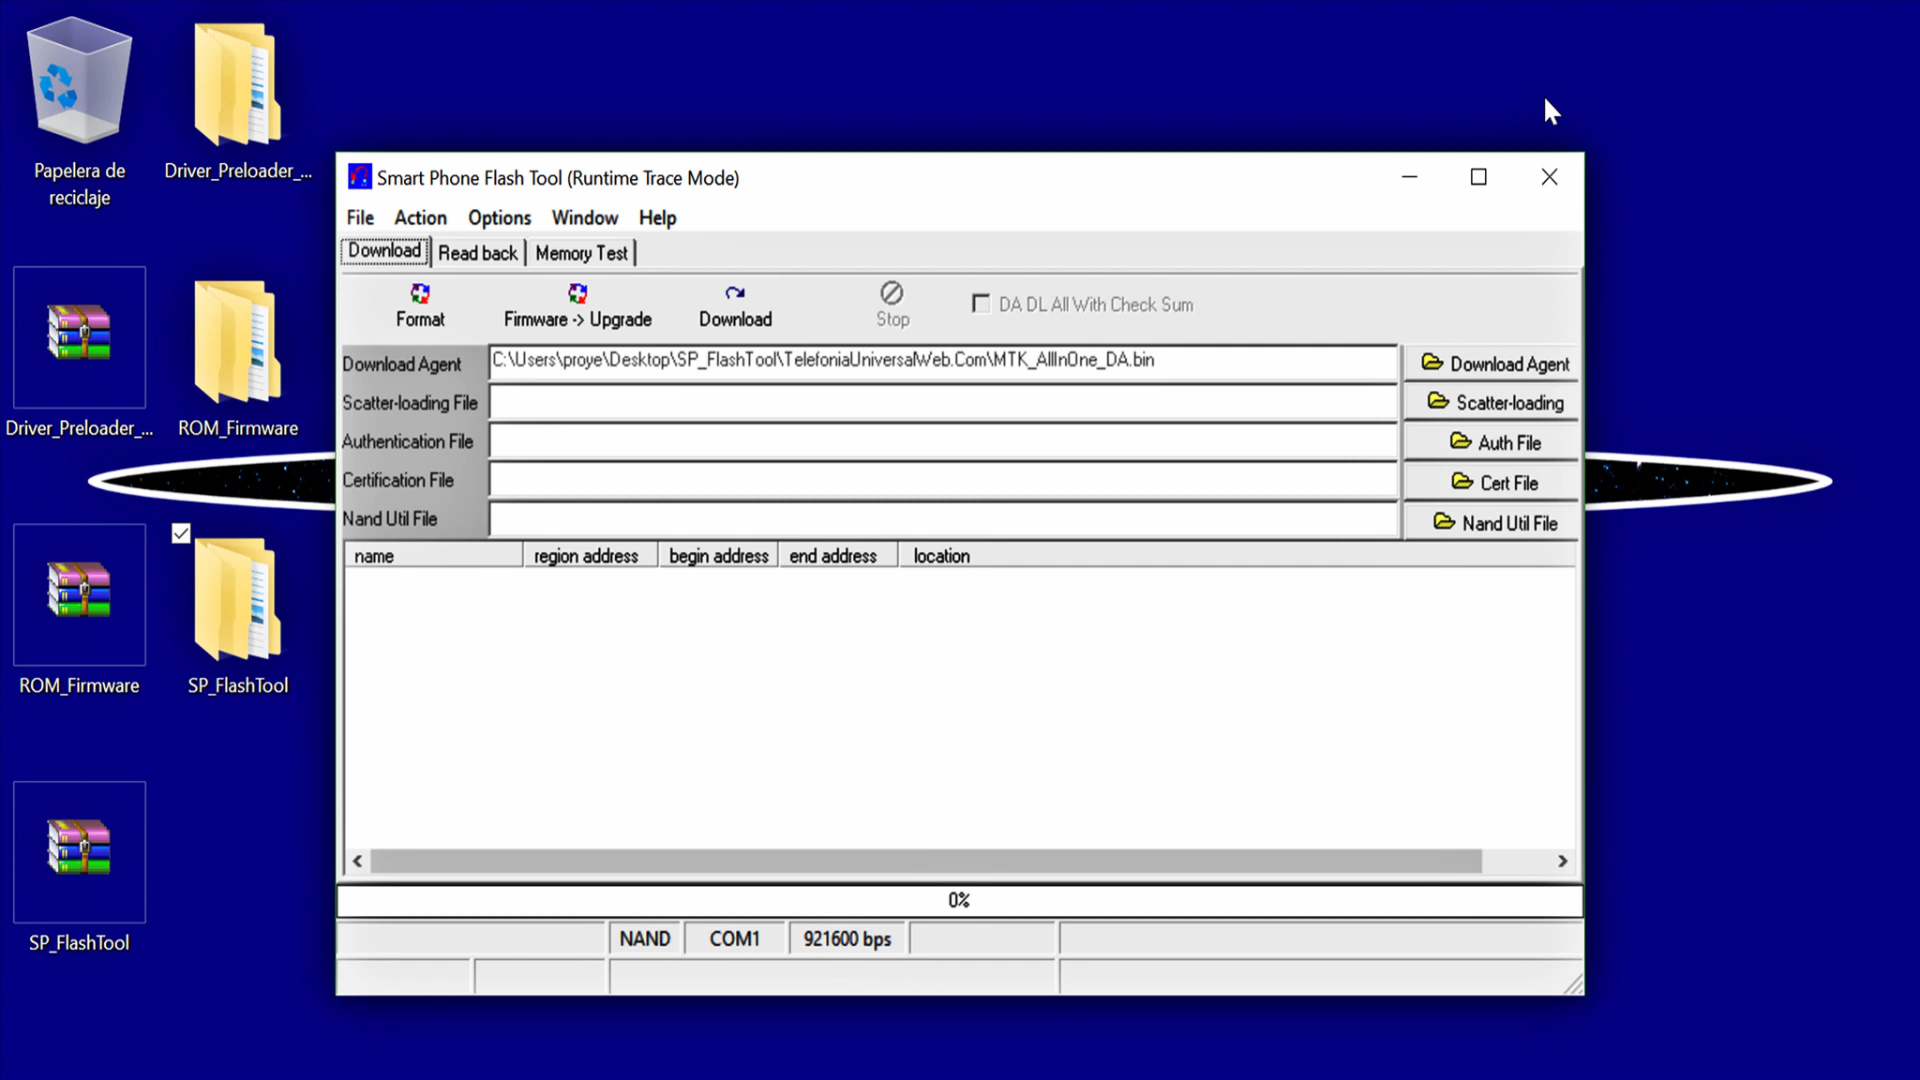 Papelera de
reciclaje
Driver_Preloader_...
Driver_Preloader_...
ROM_Firmware
ROM_Firmware
SP_FlashTool
SP_FlashTool
Smart Phone Flash Tool (Runtime Trace Mode)
File Action Options Window Help
Download Read back Memory Test
Format Firmware -> Upgrade Download Stop DA DL All With Check Sum
Download Agent C:\Users\proye\Desktop\SP_FlashTool\TelefoniaUniversalWeb.Com\MTK_AllInOne_DA.bin Download Agent
Scatter-loading File Scatter-loading
Authentication File Auth File
Certification File Cert File
Nand Util File Nand Util File
name region address begin address end address location
0%
NAND COM1 921600 bps